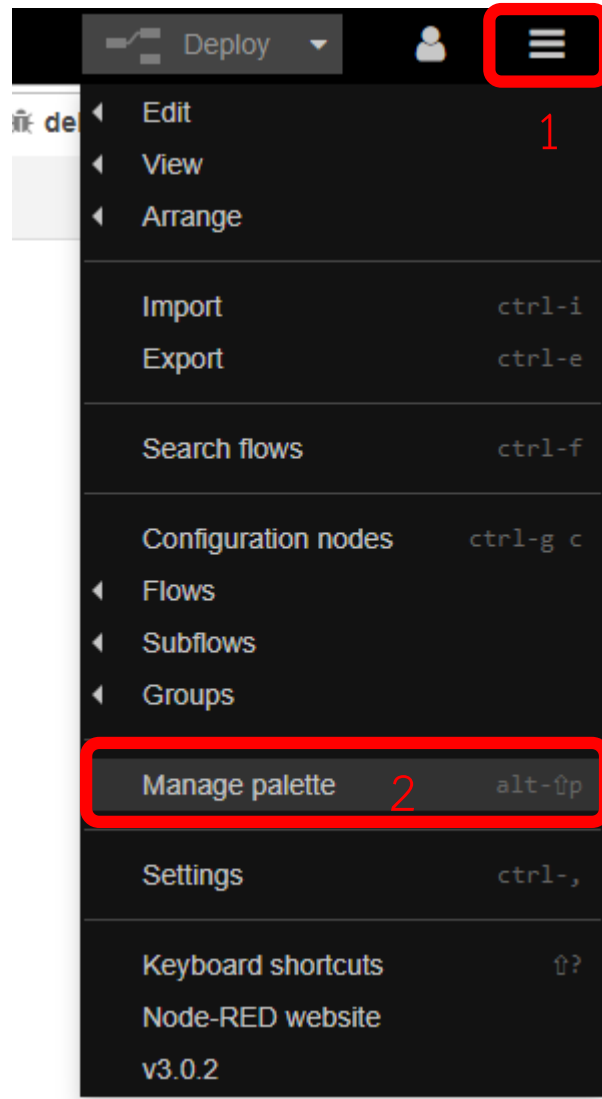 Deploy
1
del
Edit
View
Arrange
Import ctrl-i
Export ctrl-e
Search flows ctrl-f
Configuration nodes ctrl-g c
Flows
Subflows
Groups
Manage palette 2 alt-⇧p
Settings ctrl-,
Keyboard shortcuts ⇧?
Node-RED website
v3.0.2